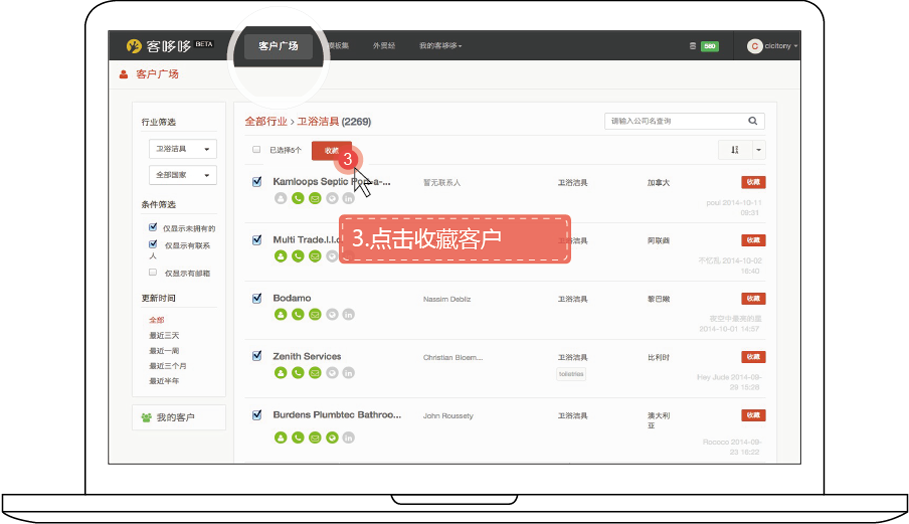 客哆哆 BETA
客户广场
模板集
外贸经
我的客哆哆
580
C
cicitony
客户广场
行业筛选
卫浴洁具
全部国家
条件筛选
仅显示未拥有的
仅显示有联系
人
仅显示有邮箱
更新时间
全部
最近三天
最近一周
最近三个月
最近半年
我的客户
全部行业 > 卫浴洁具 (2269)
请输入公司名查询
已选择5个
收藏
3
Kamloops Septic Por-a-...
暂无联系人
卫浴洁具
加拿大
收藏
poui 2014-10-11
09:31
3.点击收藏客户
Multi Trade.l.l.c
卫浴洁具
阿联酋
收藏
不忆乱 2014-10-02
16:40
Bodamo
Nassim Debliz
卫浴洁具
黎巴嫩
收藏
夜空中最亮的星
2014-10-01 14:57
Zenith Services
Christian Bloem...
卫浴洁具
toiletries
比利时
收藏
Hey Jude 2014-09-
29 15:28
Burdens Plumbtec Bathroo...
John Roussety
卫浴洁具
澳大利
亚
收藏
Rococo 2014-09-
23 16:22